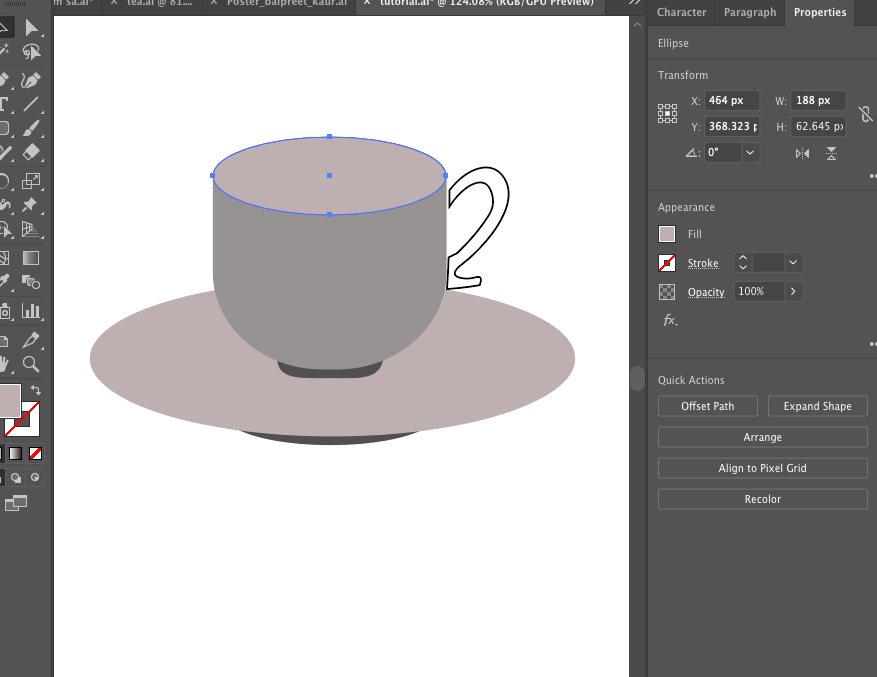 m sa.ai* × tea.ai @ 81.... × Poster_balpreet_kaur.ai × tutorial.ai* @ 124.08% (RGB/GPU Preview) >>
Character Paragraph Properties
Ellipse
Transform
X: 464 px W: 188 px
Y: 368.323 p H: 62.645 px
0°
Appearance
Fill
Stroke
Opacity 100%
fx.
Quick Actions
Offset Path Expand Shape
Arrange
Align to Pixel Grid
Recolor